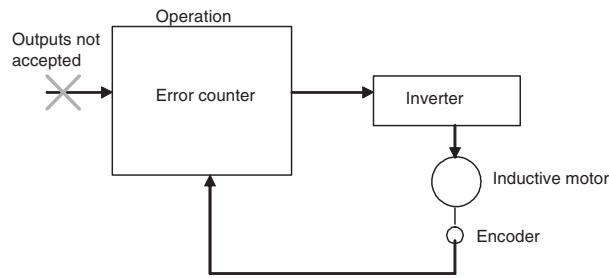 Operation
Outputs not
accepted
Error counter
Inverter
Inductive motor
Encoder